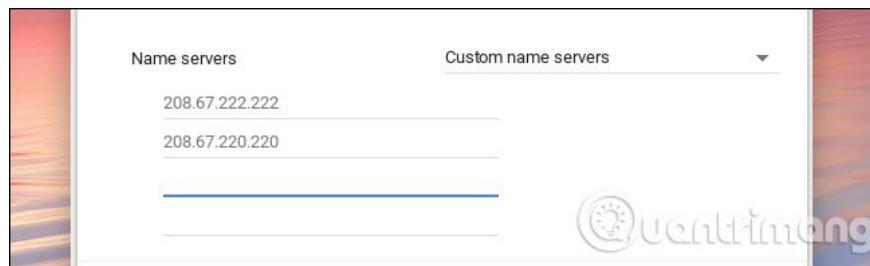 Name servers
Custom name servers
208.67.222.222
208.67.220.220
Quantrimang